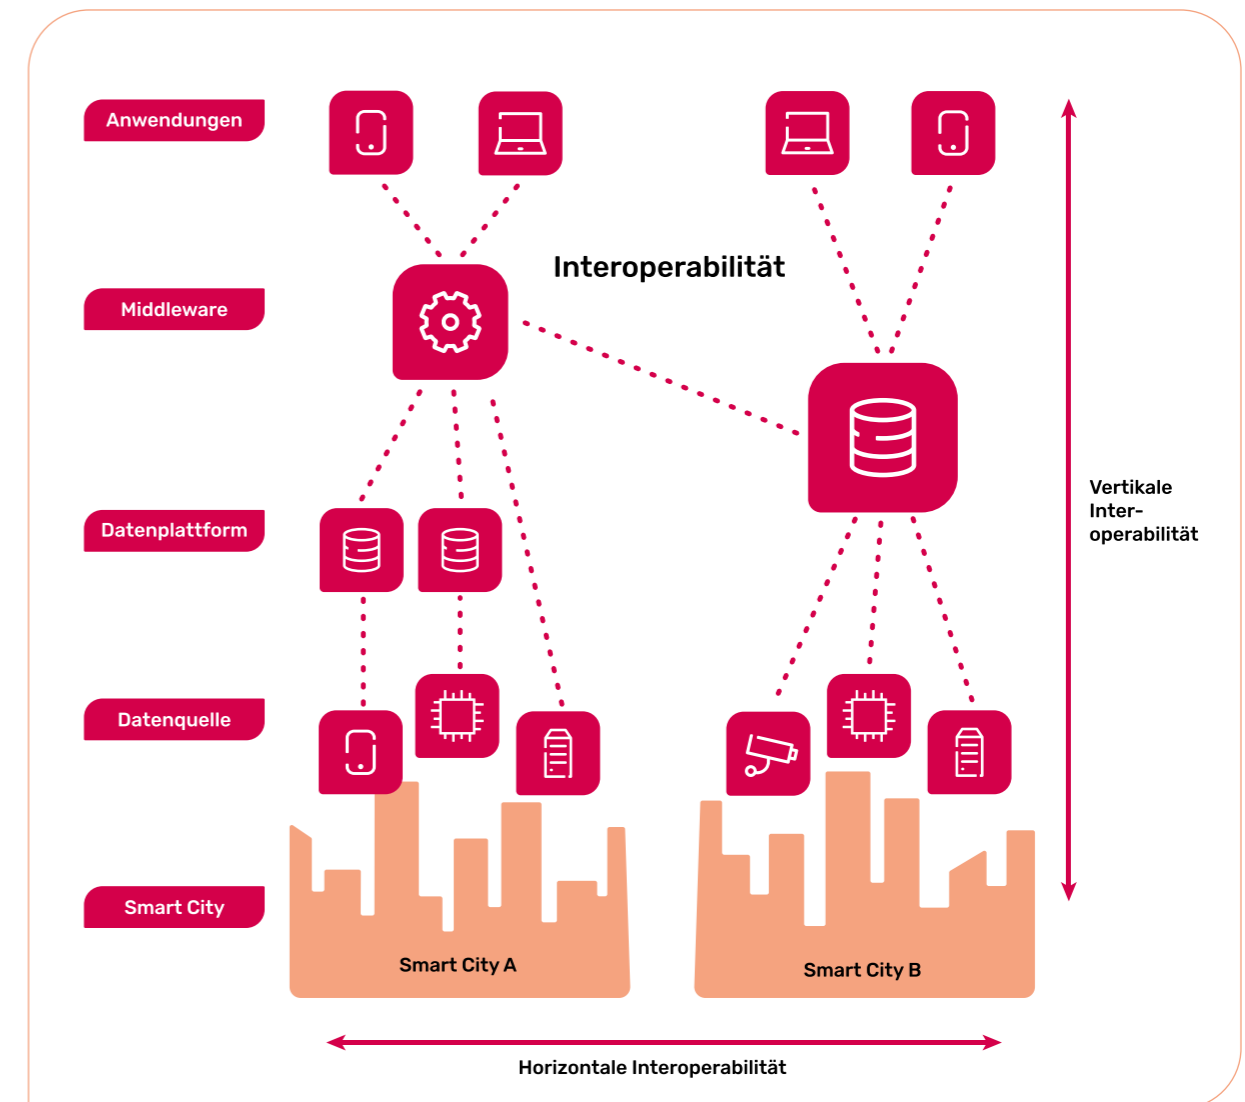 Anwendungen
Interoperabilität
Middleware
Vertikale
Inter-
operabilität
Datenplattform
Datenquelle
Smart City
Smart City A
Smart City B
Horizontale Interoperabilität